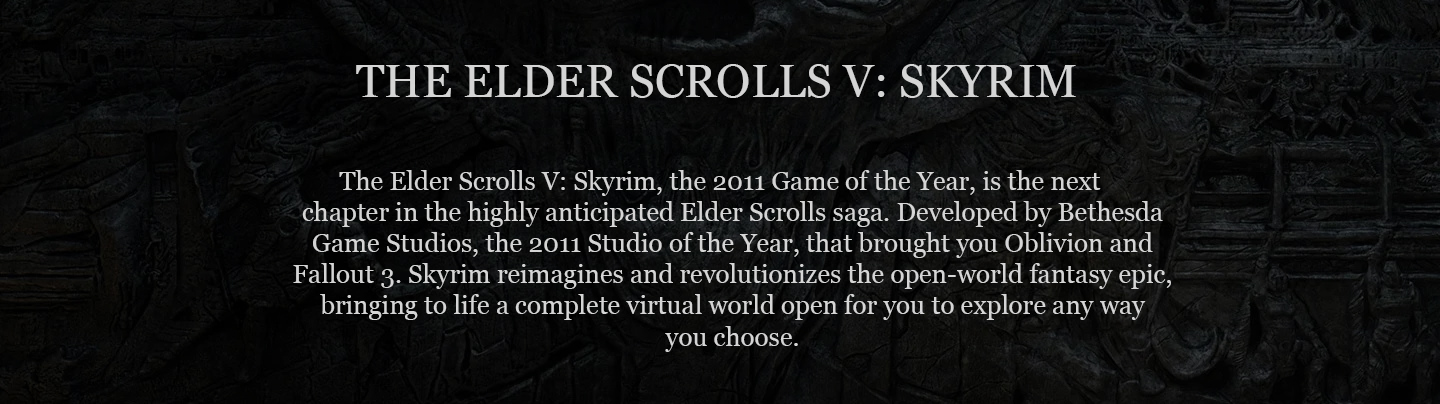 THE ELDER SCROLLS V: SKYRIM
The Elder Scrolls V: Skyrim, the 2011 Game of the Year, is the next
chapter in the highly anticipated Elder Scrolls saga. Developed by Bethesda
Game Studios, the 2011 Studio of the Year, that brought you Oblivion and
Fallout 3. Skyrim reimagines and revolutionizes the open-world fantasy epic,
bringing to life a complete virtual world open for you to explore any way
you choose.